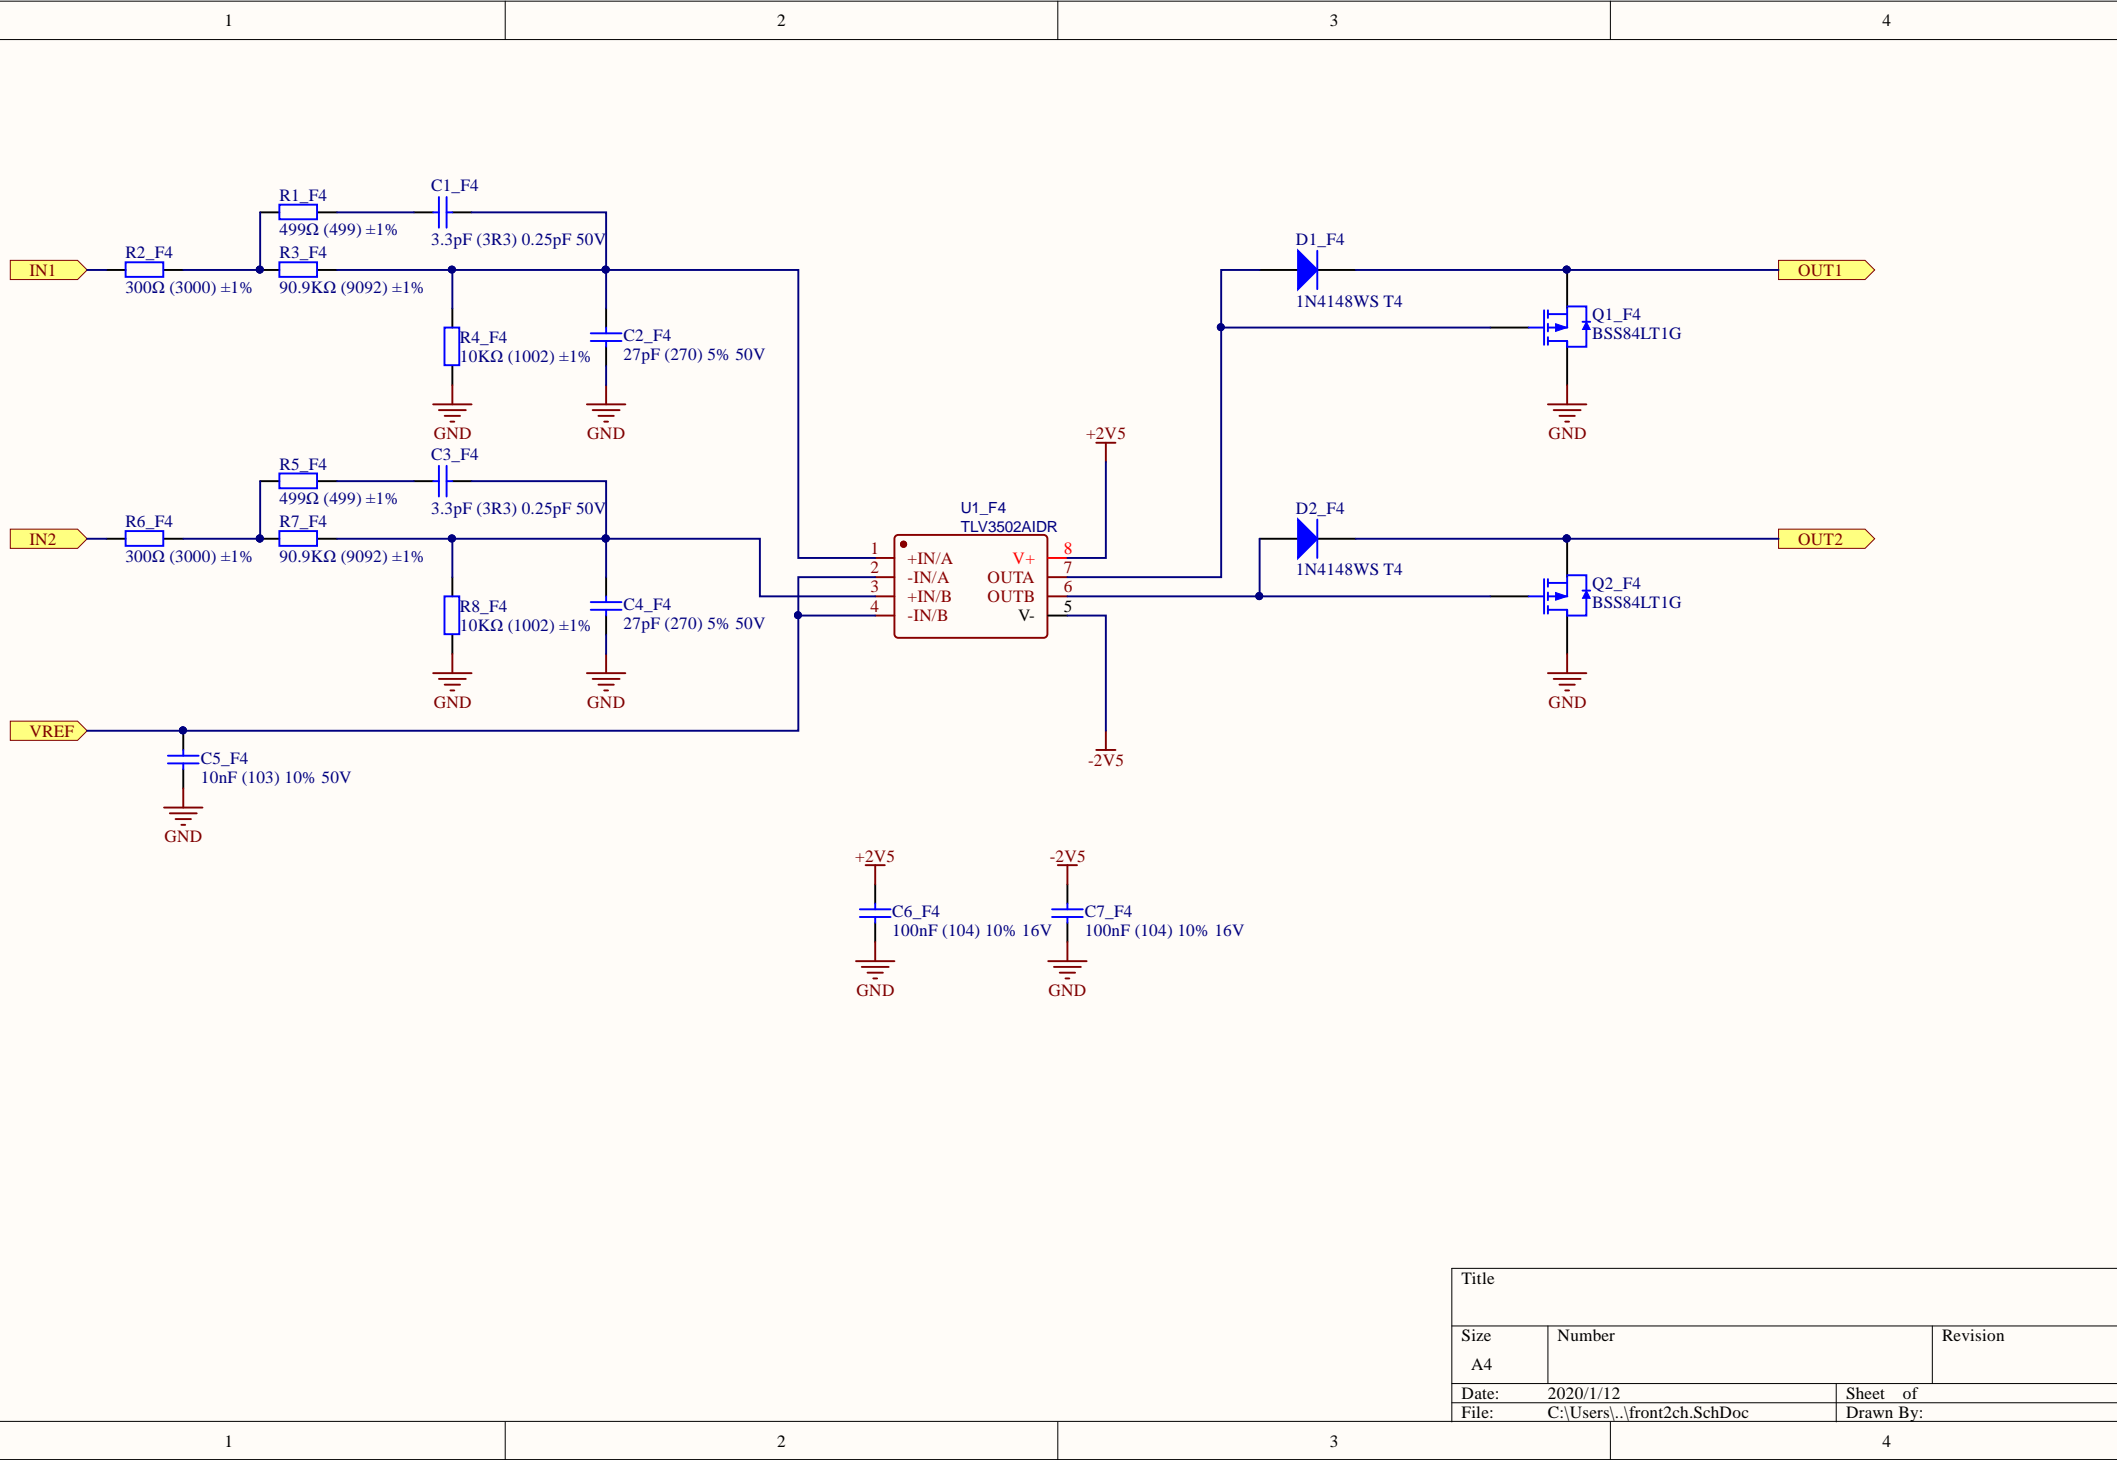 1 2 3 4
R1_F4
499Ω (499) ±1%
C1_F4
3.3pF (3R3) 0.25pF 50V
IN1
R2_F4
300Ω (3000) ±1%
R3_F4
90.9KΩ (9092) ±1%
R4_F4
10KΩ (1002) ±1%
GND
C2_F4
27pF (270) 5% 50V
GND
D1_F4
1N4148WS T4
OUT1
Q1_F4
BSS84LT1G
GND
R5_F4
499Ω (499) ±1%
C3_F4
3.3pF (3R3) 0.25pF 50V
IN2
R6_F4
300Ω (3000) ±1%
R7_F4
90.9KΩ (9092) ±1%
R8_F4
10KΩ (1002) ±1%
GND
C4_F4
27pF (270) 5% 50V
GND
+2V5
U1_F4
TLV3502AIDR
1 +IN/A V+ 8
2 -IN/A OUTA 7
3 +IN/B OUTB 6
4 -IN/B V- 5
-2V5
D2_F4
1N4148WS T4
OUT2
Q2_F4
BSS84LT1G
GND
VREF
C5_F4
10nF (103) 10% 50V
GND
+2V5
C6_F4
100nF (104) 10% 16V
GND
-2V5
C7_F4
100nF (104) 10% 16V
GND
Title
Size Number Revision
A4
Date: 2020/1/12 Sheet of
File: C:\Users\..\front2ch.SchDoc Drawn By:
1 2 3 4